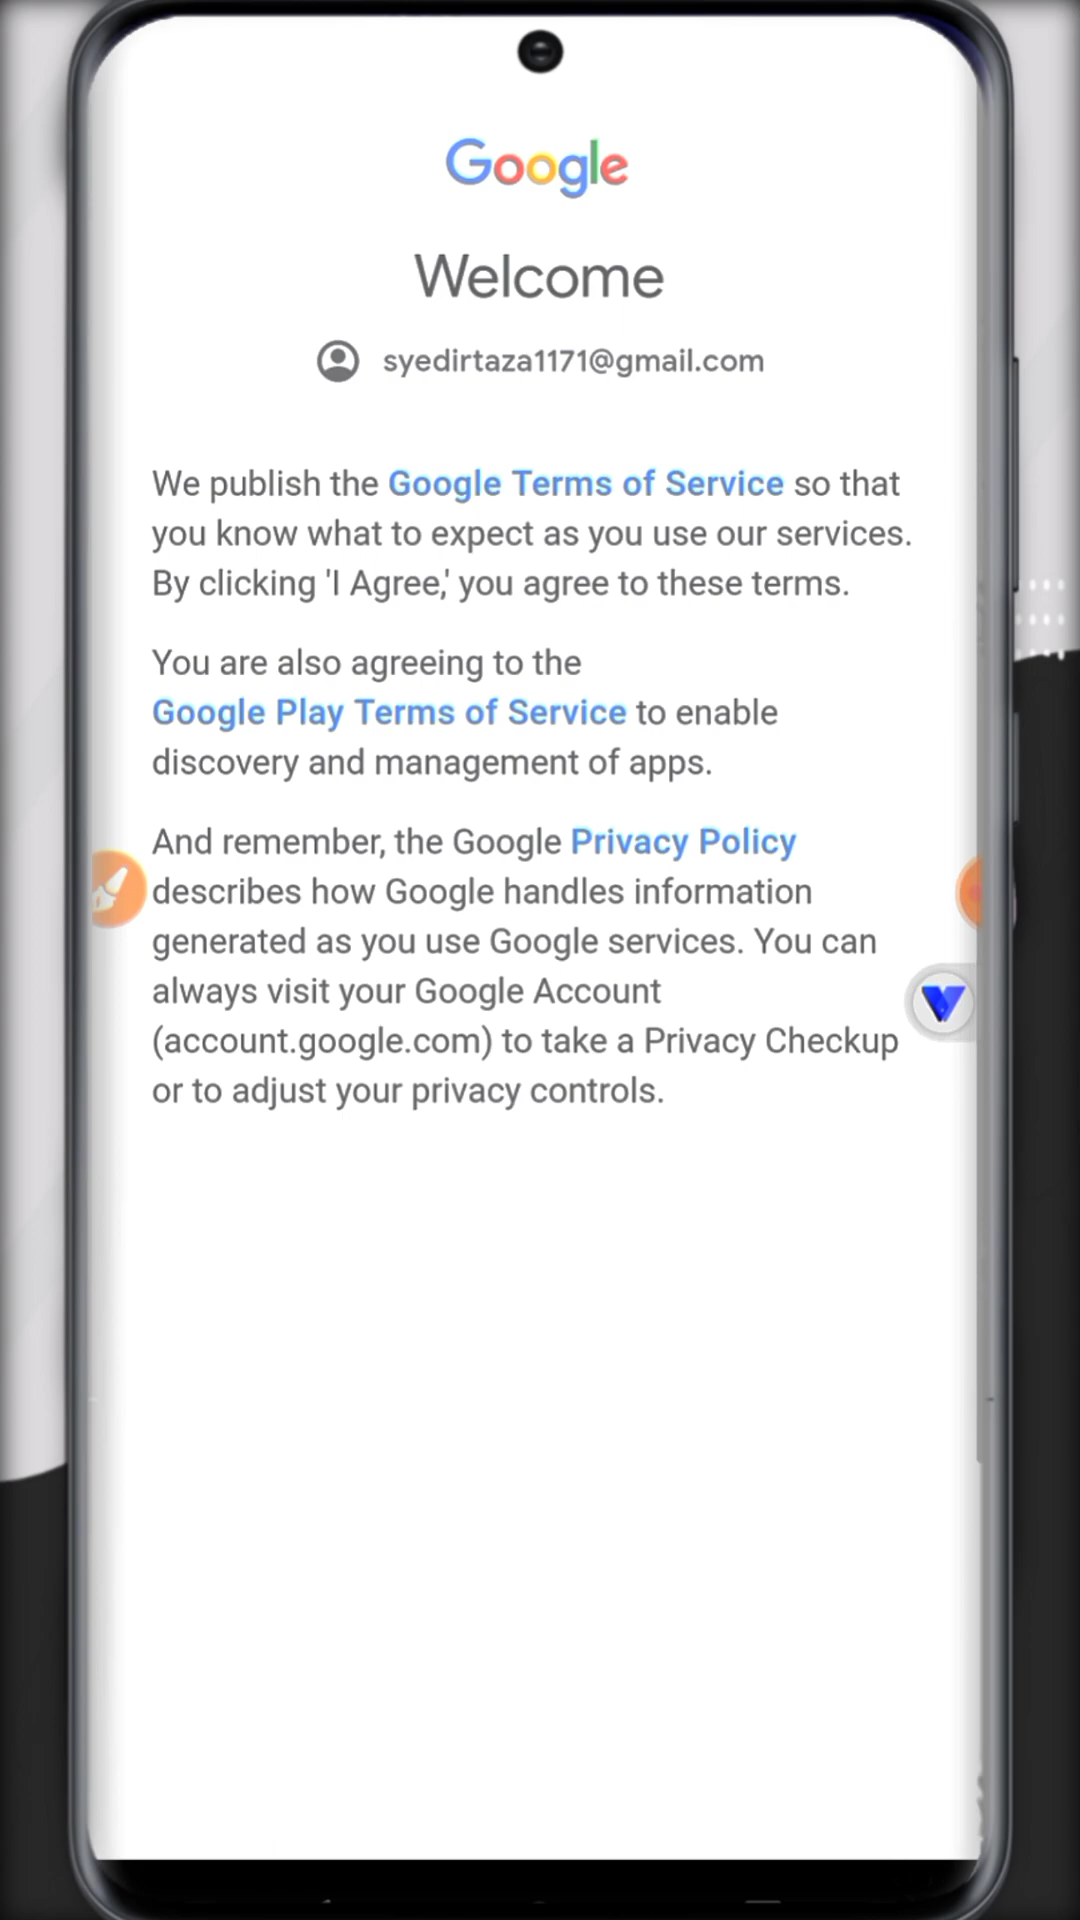 Google
Welcome
syedirtaza1171@gmail.com
We publish the Google Terms of Service so that
you know what to expect as you use our services.
By clicking 'I Agree,' you agree to these terms.
You are also agreeing to the
Google Play Terms of Service to enable
discovery and management of apps.
And remember, the Google Privacy Policy
describes how Google handles information
generated as you use Google services. You can
always visit your Google Account
(account.google.com) to take a Privacy Checkup
or to adjust your privacy controls.